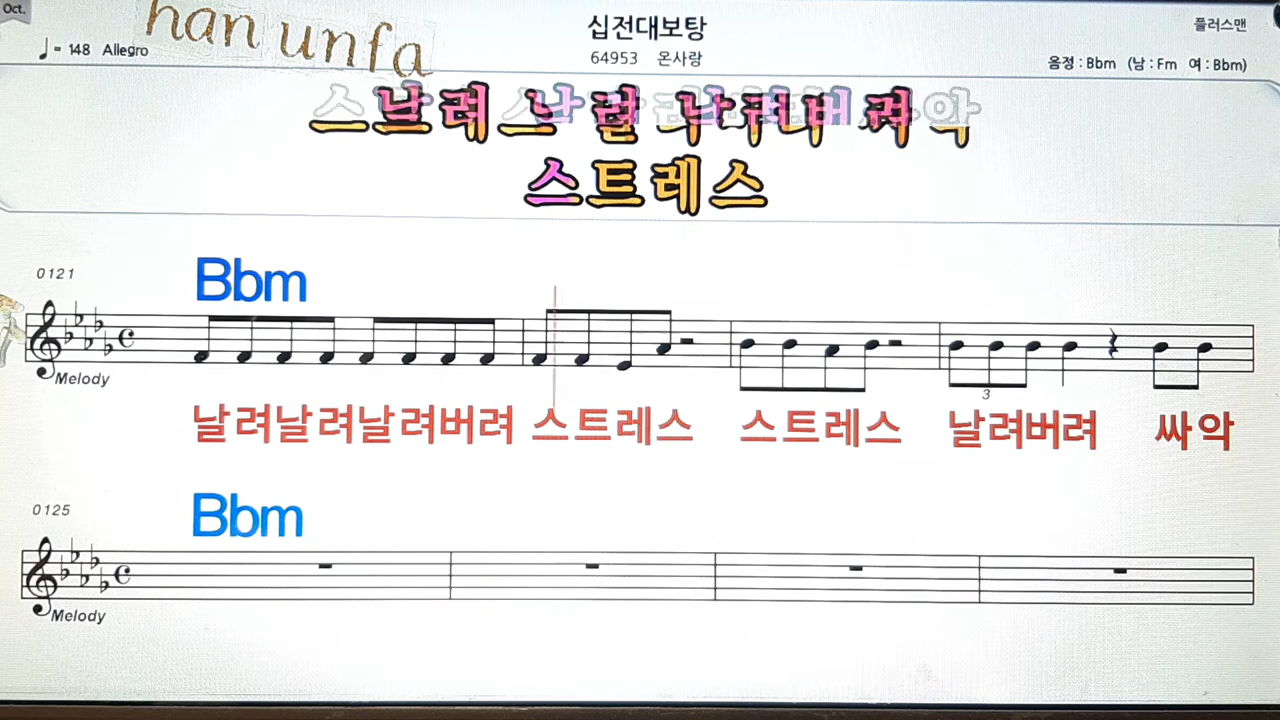 Oct.
han unfa
십전대보탕
플러스맨
♩= 148 Allegro
64953 온사랑
음정 : Bbm (남 : Fm 여 : Bbm)
스트레스
0121
Bbm
Melody
3
날려날려날려버려 스트레스 스트레스 날려버려 싸악
0125
Bbm
Melody